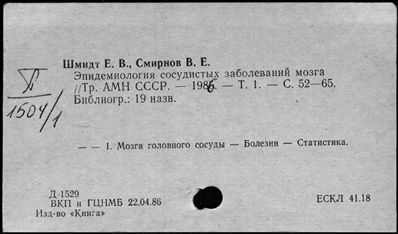 Шмидт Е. В., Смирнов В. Е.
Эпидемиология сосудистых заболеваний мозга
//Тр. АМН СССР. — 1986. — Т. 1. — С. 52—65.
Библиогр.: 19 назв.
1504/1
— — 1. Мозга головного сосуды — Болезни — Статистика.
Д-1529
ВКП и ГЦНМБ 22.04.86
Изд-во «Книга»
ЕСКЛ 41.18